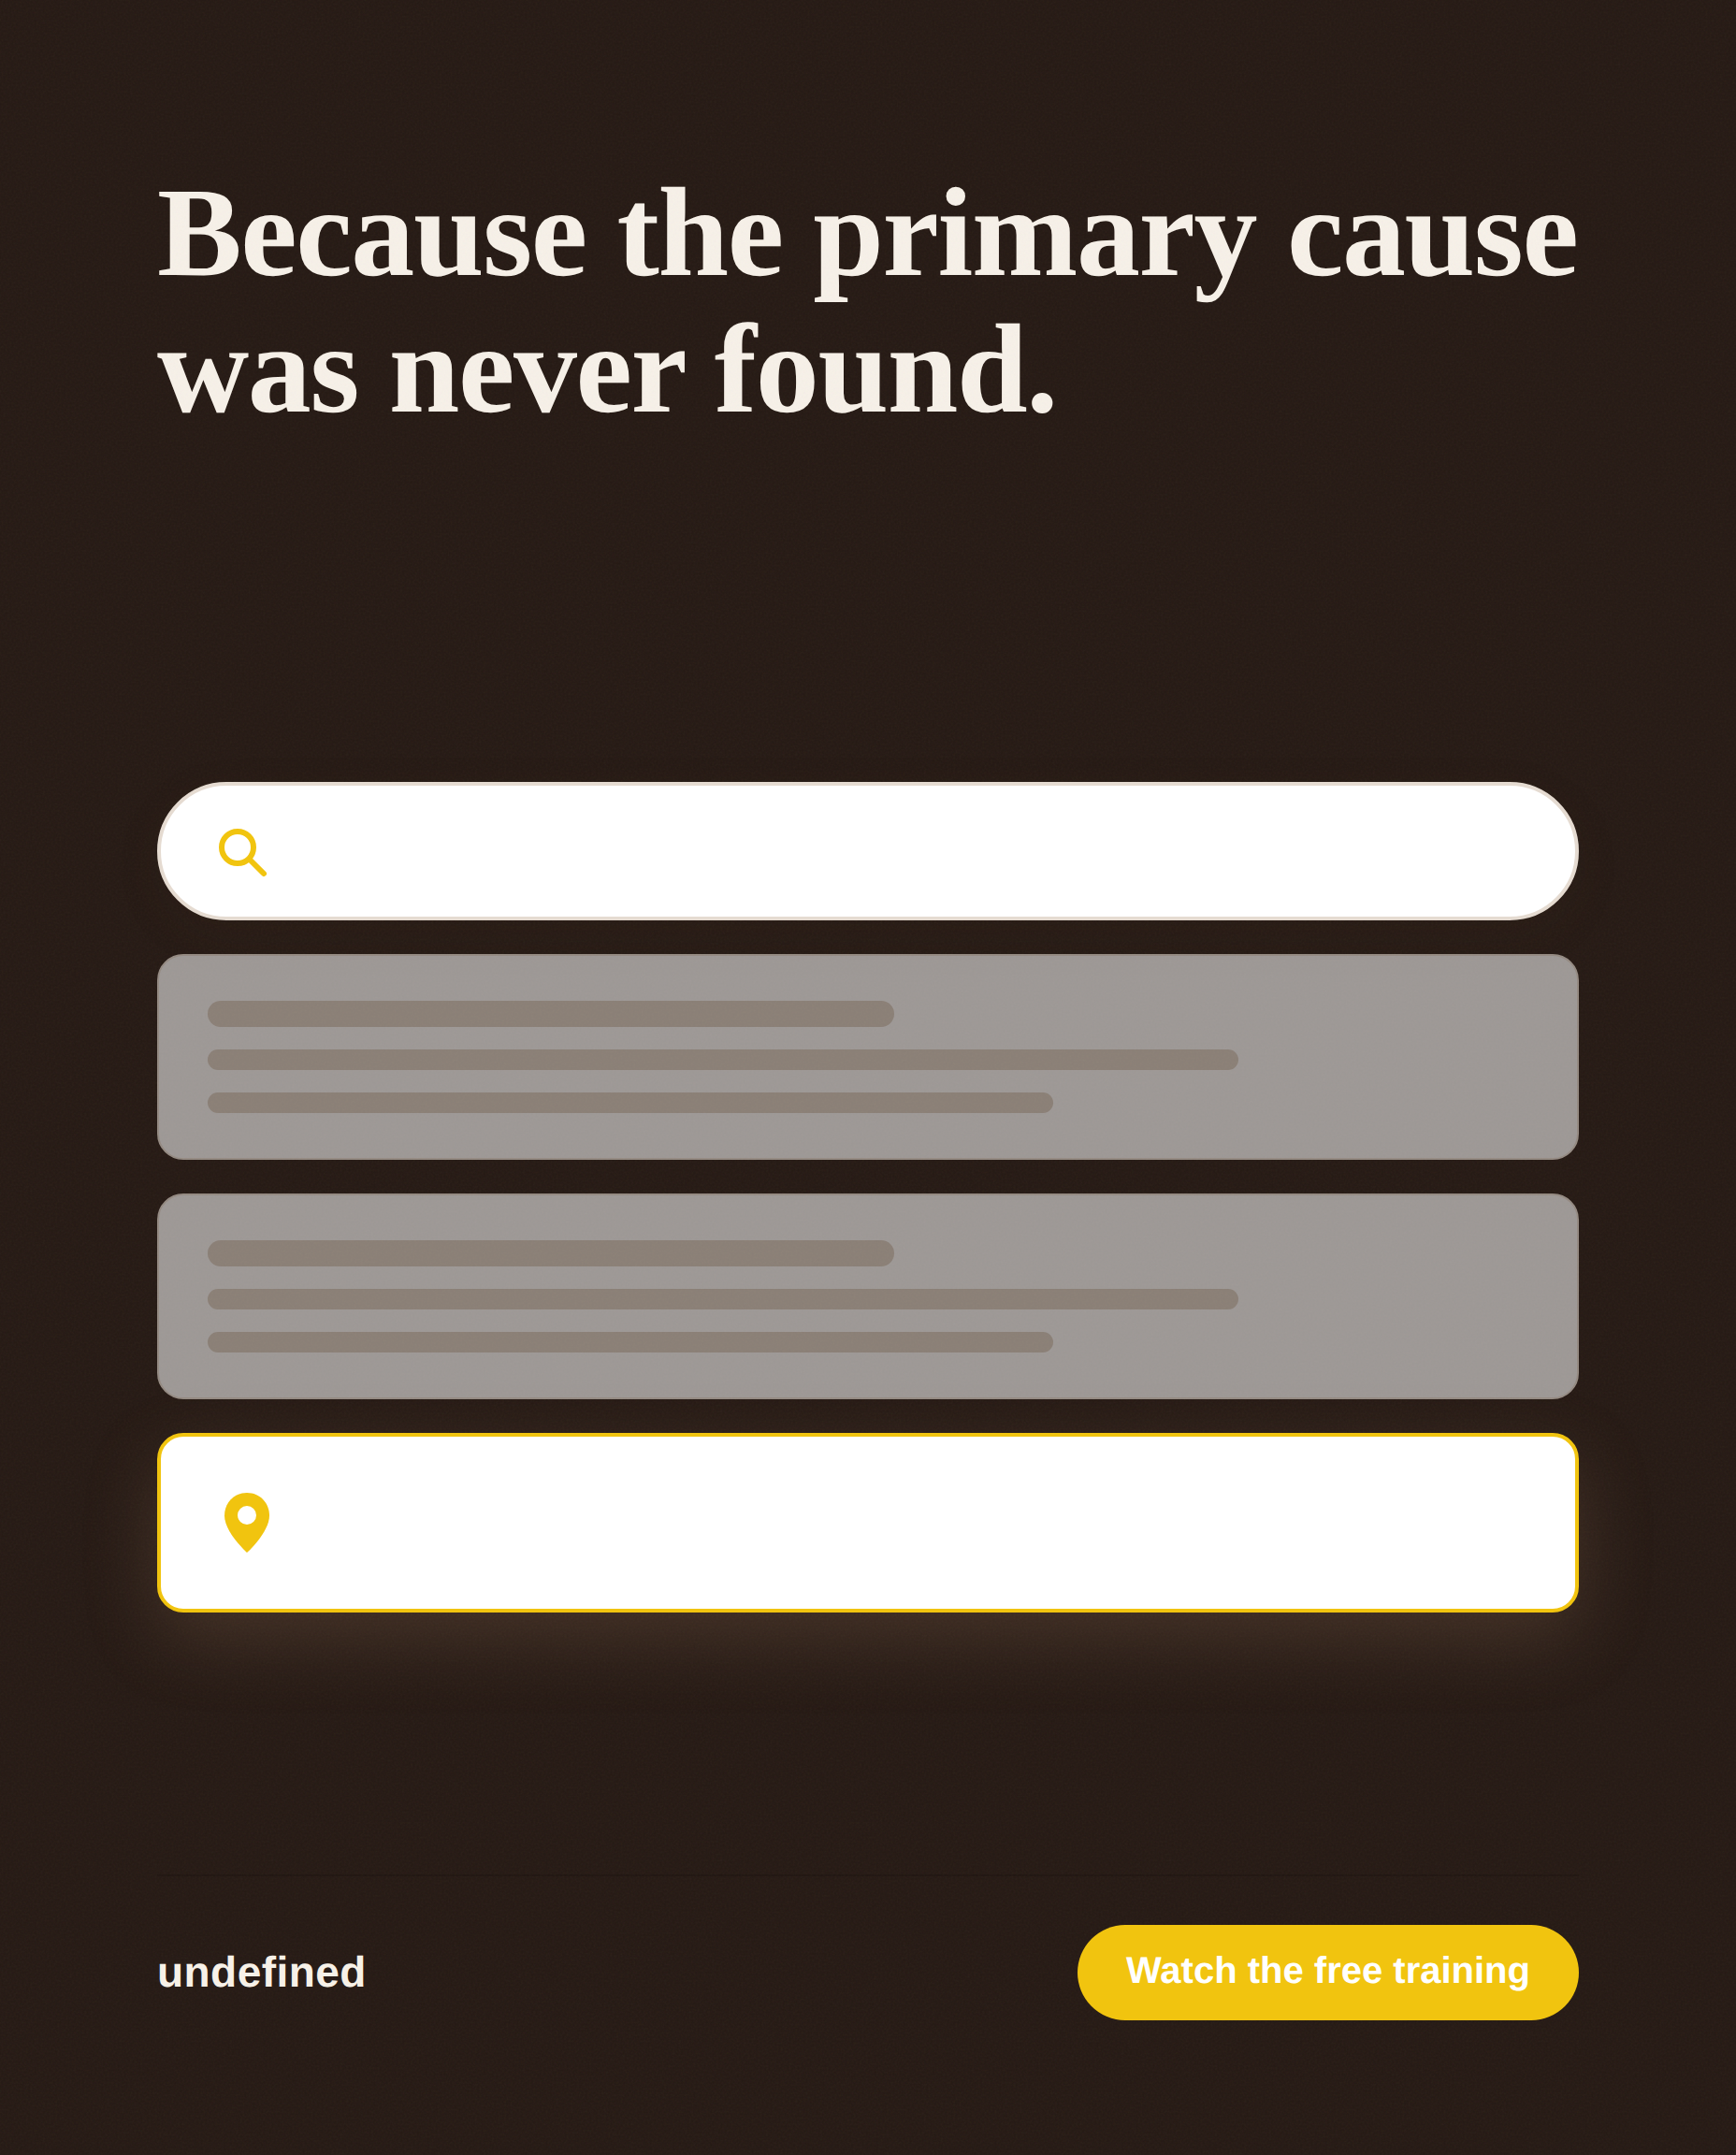 Because the primary cause
was never found.
undefined
Watch the free training